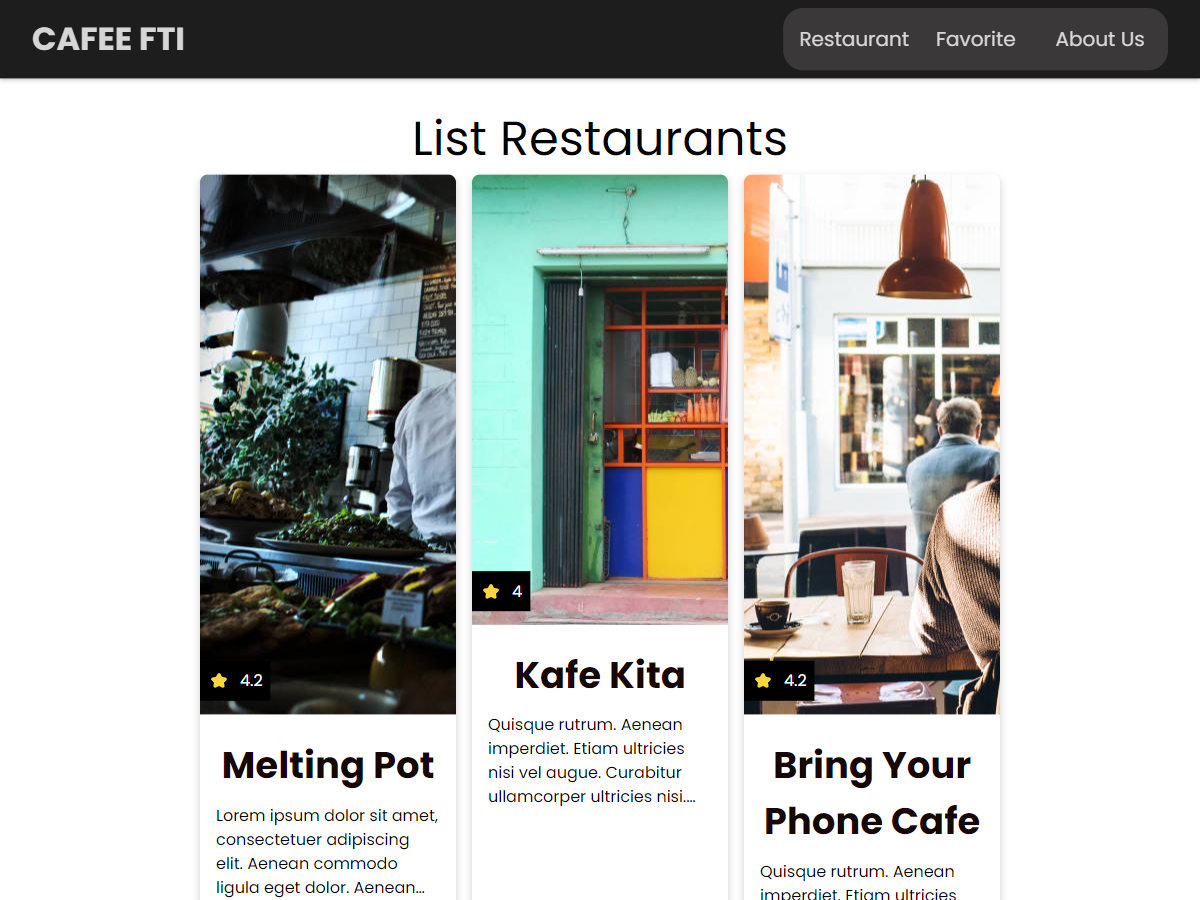 CAFEE FTI
Restaurant
Favorite
About Us
List Restaurants
4.2
Melting Pot
Lorem ipsum dolor sit amet,
consectetuer adipiscing
elit. Aenean commodo
ligula eget dolor. Aenean...
4
Kafe Kita
Quisque rutrum. Aenean
imperdiet. Etiam ultricies
nisi vel augue. Curabitur
ullamcorper ultricies nisi....
4.2
Bring Your
Phone Cafe
Quisque rutrum. Aenean
imperdiet. Etiam ultricies